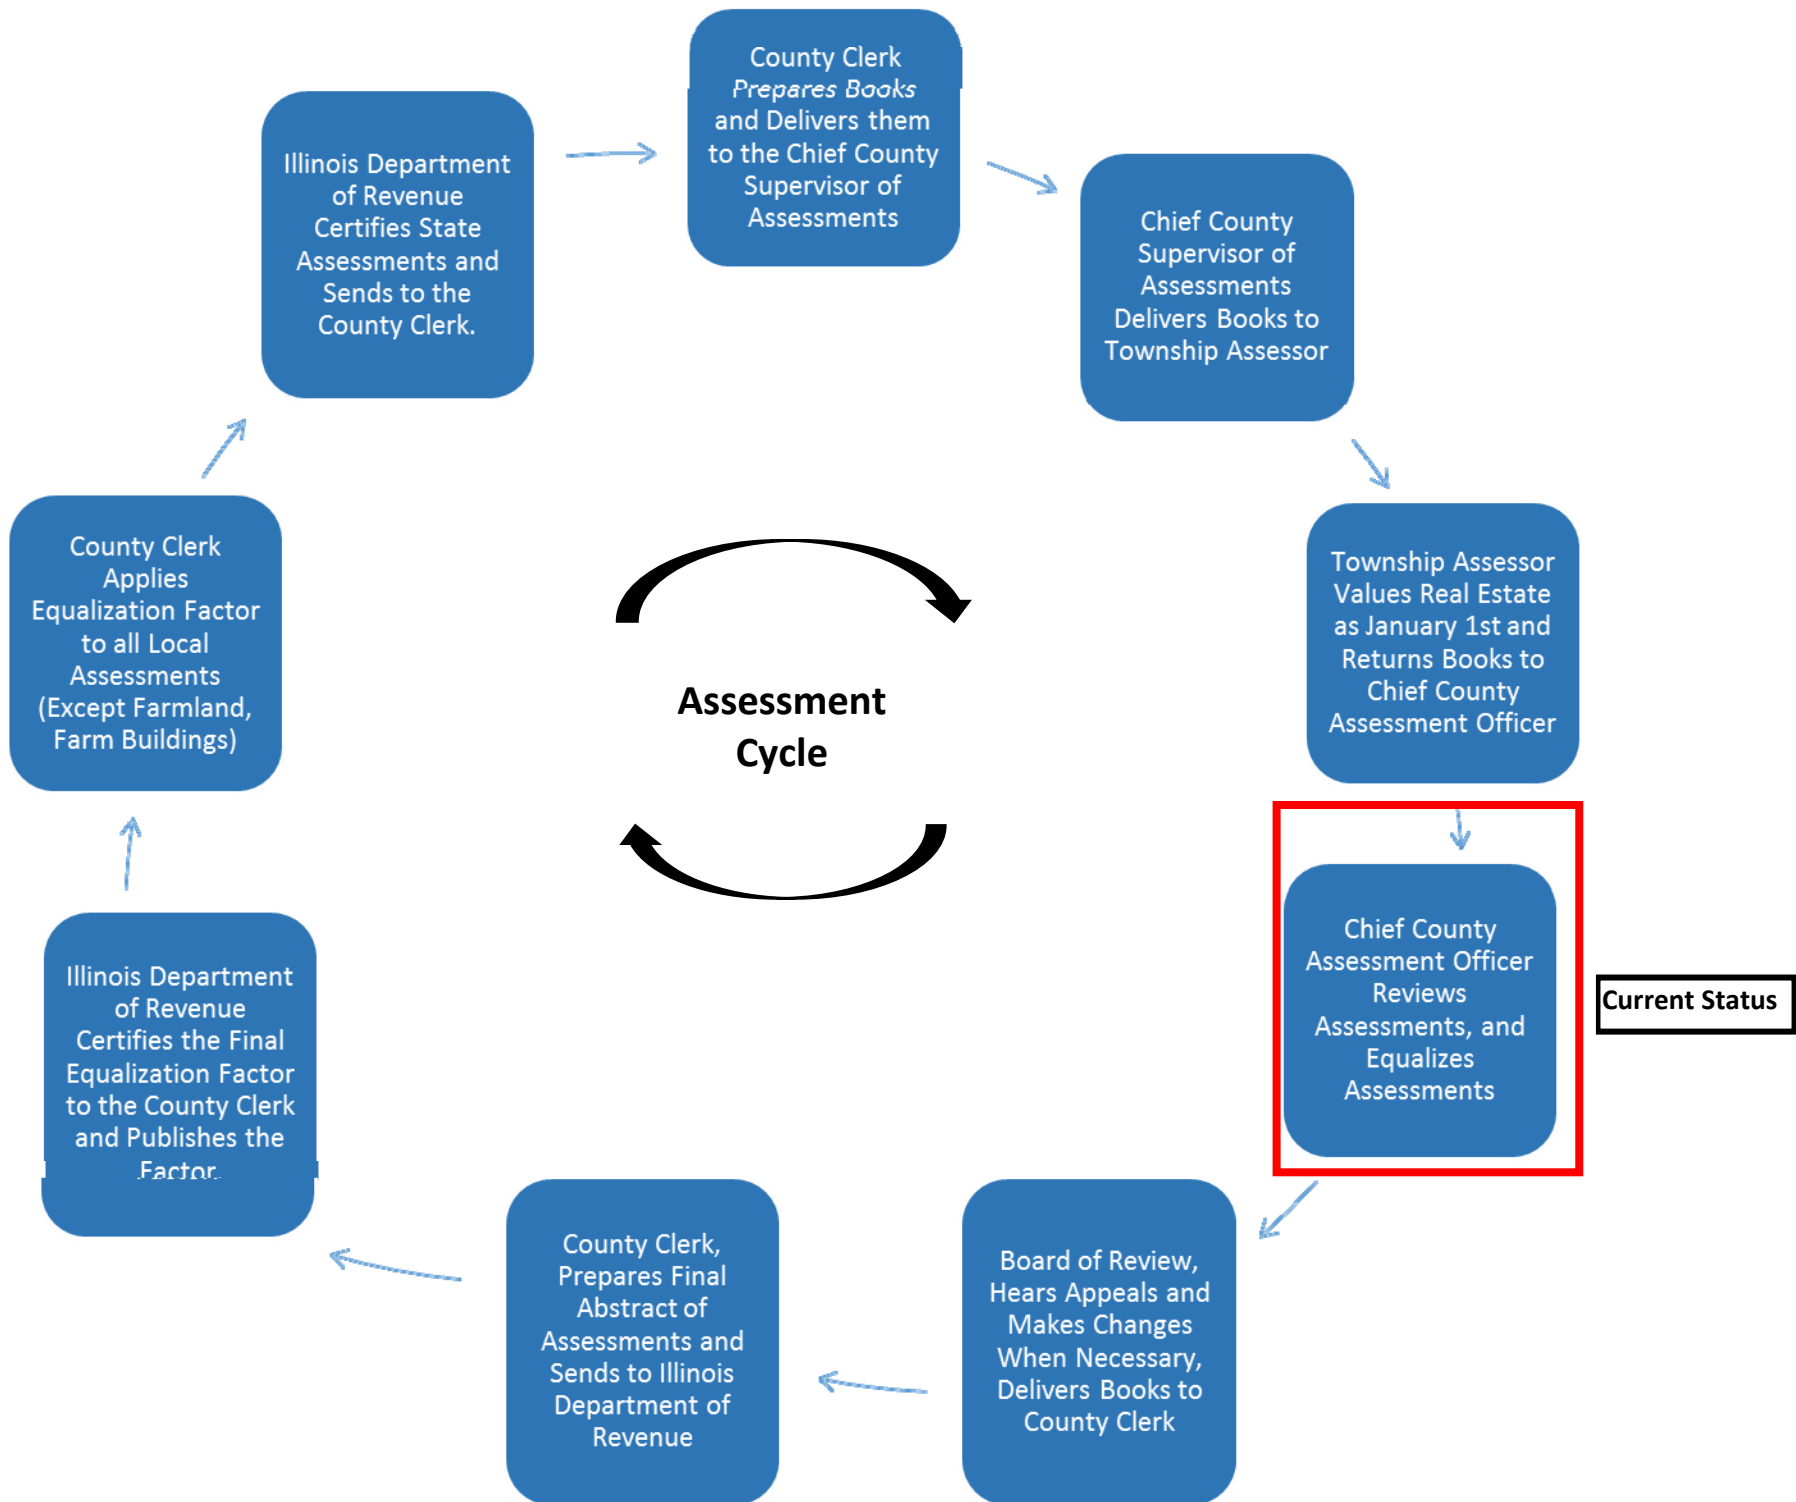 County Clerk
Prepares Books
and Delivers them
to the Chief County
Supervisor of
Assessments
Chief County
Supervisor of
Assessments
Delivers Books to
Township Assessor
Township Assessor
Values Real Estate
as January 1st and
Returns Books to
Chief County
Assessment Officer
Chief County
Assessment Officer
Reviews
Assessments, and
Equalizes
Assessments
Current Status
Board of Review,
Hears Appeals and
Makes Changes
When Necessary,
Delivers Books to
County Clerk
County Clerk,
Prepares Final
Abstract of
Assessments and
Sends to Illinois
Department of
Revenue
Illinois Department
of Revenue
Certifies the Final
Equalization Factor
to the County Clerk
and Publishes the
Factor.
County Clerk
Applies
Equalization Factor
to all Local
Assessments
(Except Farmland,
Farm Buildings)
Illinois Department
of Revenue
Certifies State
Assessments and
Sends to the
County Clerk.
Assessment
Cycle